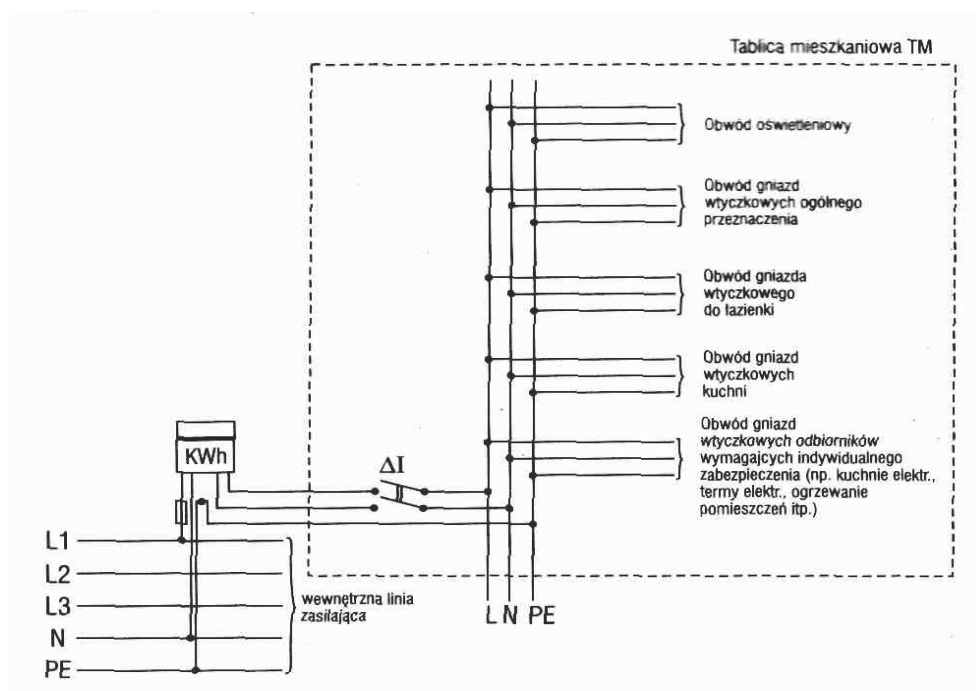 Tablica mieszkaniowa TM
Obwód oświetleniowy
Obwód gniazd
wtyczkowych ogólnego
przeznaczenia
Obwód gniazda
wtyczkowego
do łazienki
Obwód gniazd
wtyczkowych
kuchni
Obwód gniazd
wtyczkowych odbiorników
wymagajcych indywidualnego
zabezpieczenia (np. kuchnie elektr.,
termy elektr., ogrzewanie
pomieszczeń itp.)
KWh
ΔI
L1
L2
L3
N
PE
wewnętrzna linia
zasilająca
L N PE